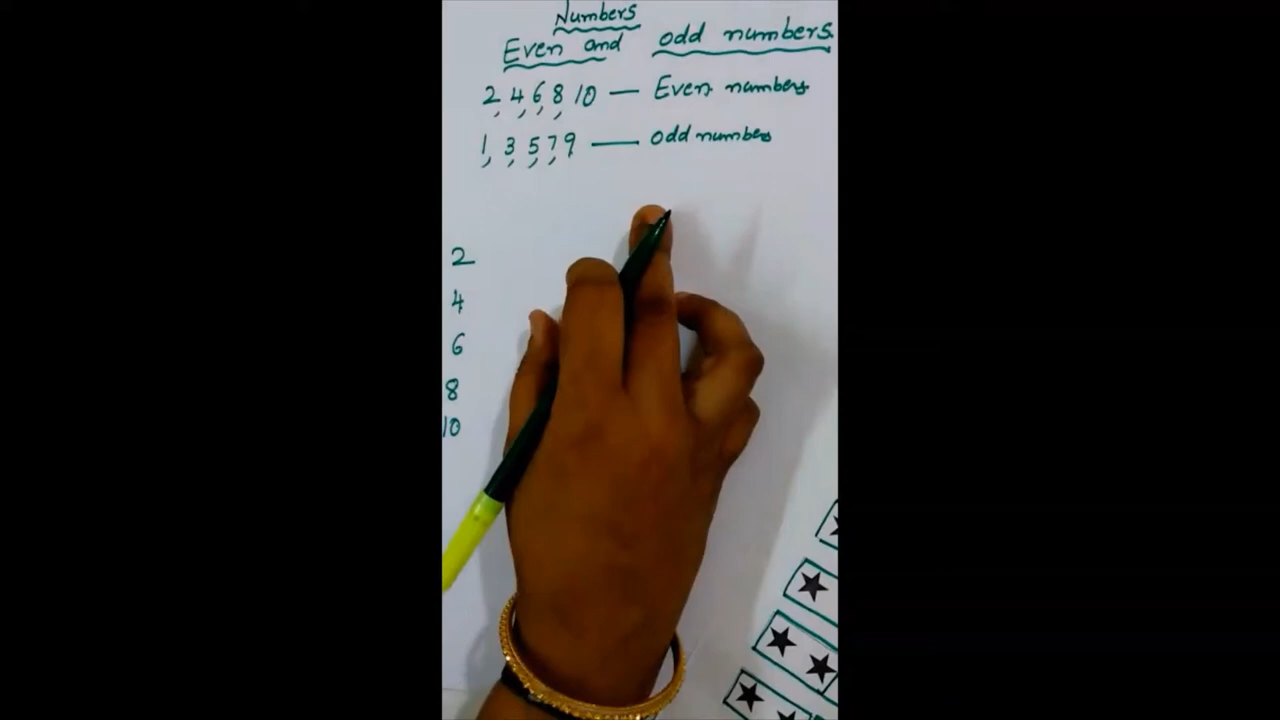 Numbers
Even and odd numbers.
2, 4, 6, 8, 10 — Even numbers
1, 3, 5, 7, 9 — odd numbers
2
4
6
8
10